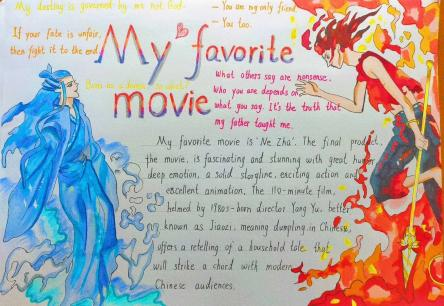 My destiny is governed by me not God.
— You are my only friend
— You too.
If your fate is unfair,
then fight it to the end.
My favorite
movie
Born as a demon so what?
What others say are nonsense.
Who you are depends on
what you say. It's the truth that
my father taught me.
My favorite movie is 'Ne Zha'. The final product,
the movie, is fascinating and stunning with great human
deep emotion, a solid storyline, exciting action and
excellent animation. The 110-minute film,
helmed by 1980s-born director Yang Yu, better
known as Jiaozi, meaning dumpling in Chinese,
offers a retelling of a household tale that
will strike a chord with modern
Chinese audiences.